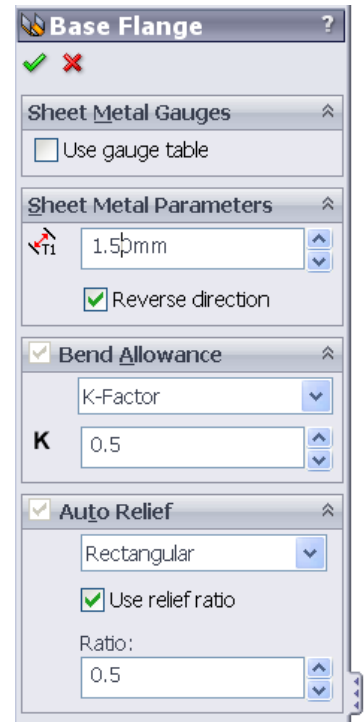 Base Flange ?
Sheet Metal Gauges
Use gauge table
Sheet Metal Parameters
T1 1.50mm
Reverse direction
Bend Allowance
K-Factor
K 0.5
Auto Relief
Rectangular
Use relief ratio
Ratio:
0.5